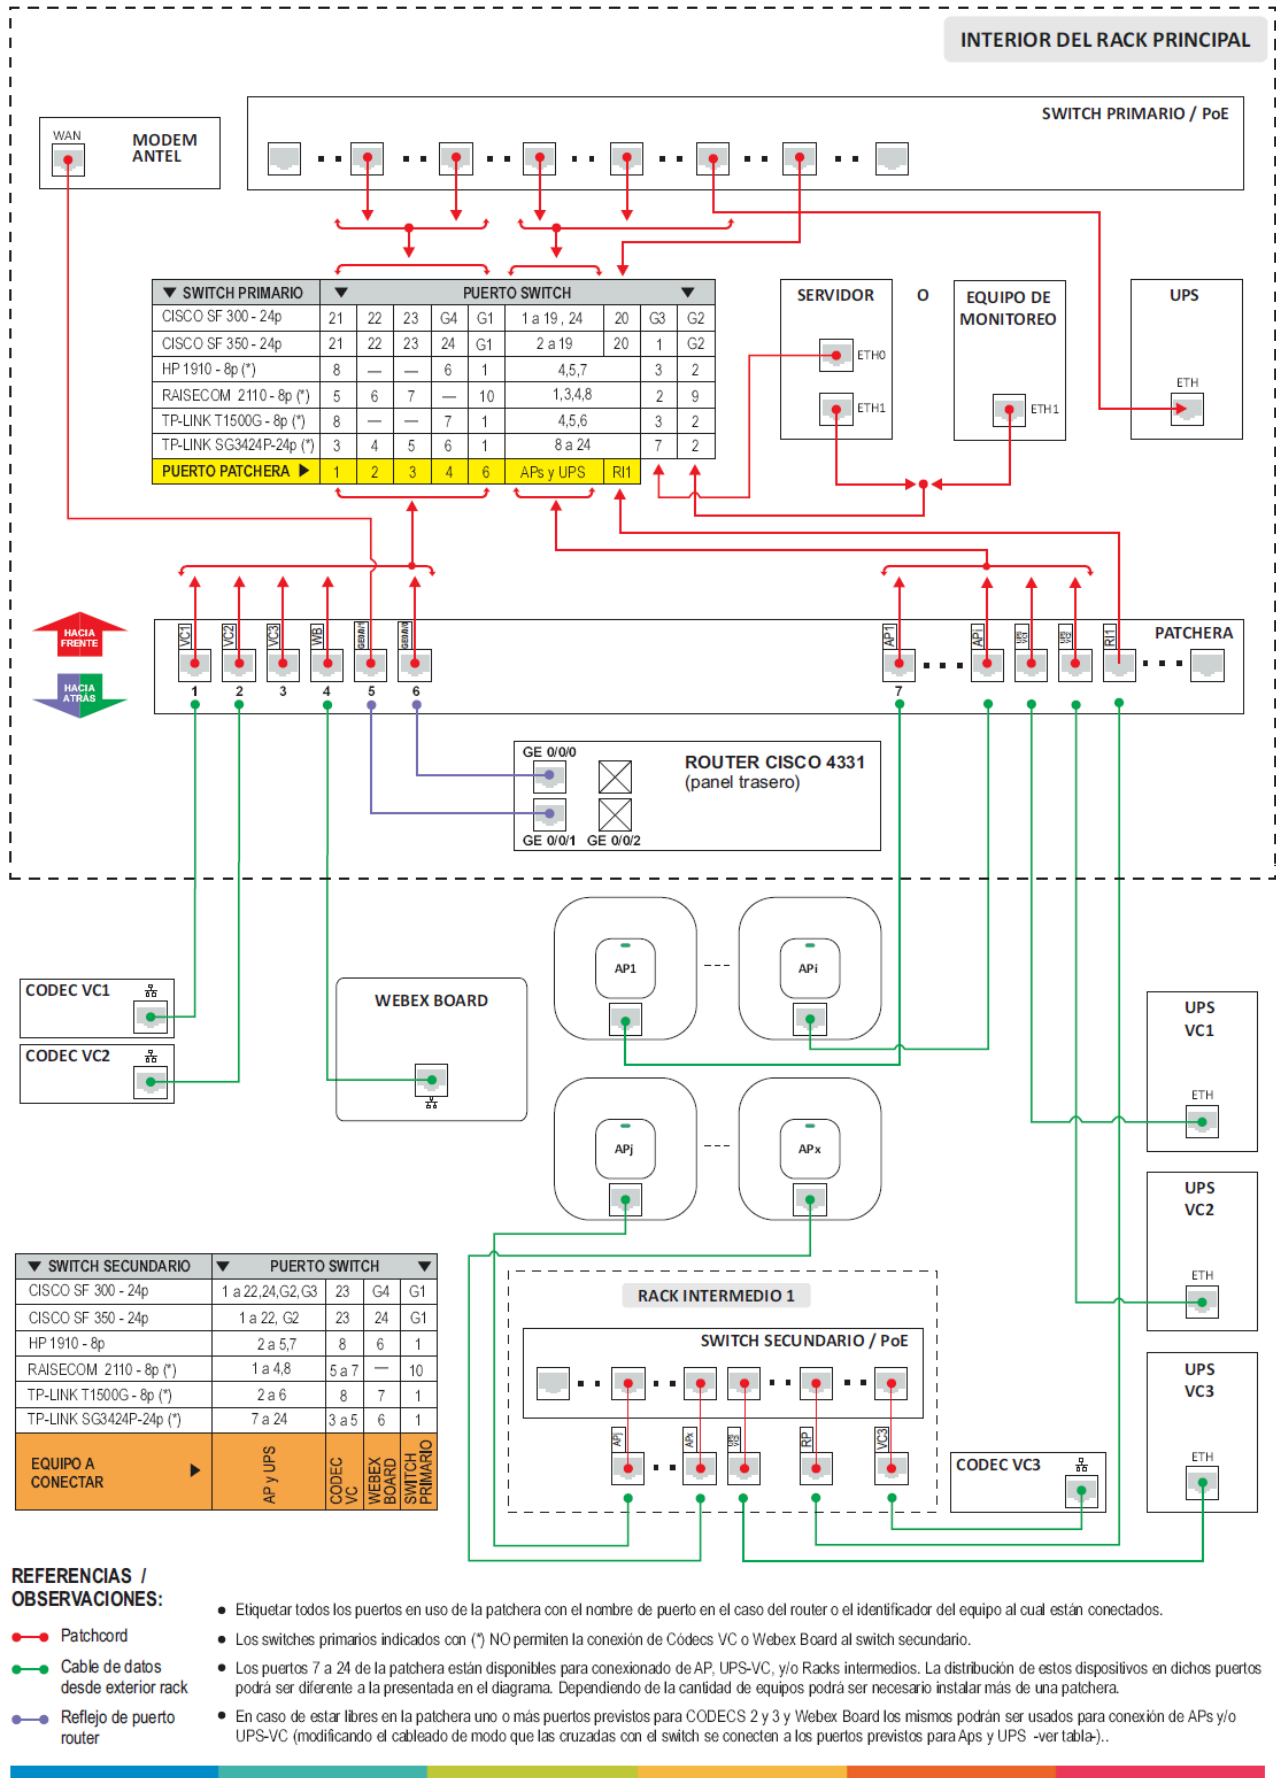 INTERIOR DEL RACK PRINCIPAL
SWITCH PRIMARIO / PoE
WAN
MODEM
ANTEL
▼ SWITCH PRIMARIO ▼ PUERTO SWITCH ▼
CISCO SF 300 - 24p 21 22 23 G4 G1 1 a 19 , 24 20 G3 G2
CISCO SF 350 - 24p 21 22 23 24 G1 2 a 19 20 1 G2
HP 1910 - 8p (*) 8 — — 6 1 4,5,7 3 2
RAISECOM 2110 - 8p (*) 5 6 7 — 10 1,3,4,8 2 9
TP-LINK T1500G - 8p (*) 8 — — 7 1 4,5,6 3 2
TP-LINK SG3424P-24p (*) 3 4 5 6 1 8 a 24 7 2
PUERTO PATCHERA ▶ 1 2 3 4 6 APs y UPS RI1
SERVIDOR
ETH0
ETH1
O
EQUIPO DE
MONITOREO
ETH1
UPS
ETH
HACIA
FRENTE
HACIA
ATRÁS
PATCHERA
VC1 VC2 VC3 WB GE0/0/1 GE0/0/0 AP1 APi UPS VC1 UPS VC2 RI1
1 2 3 4 5 6 7
GE 0/0/0
ROUTER CISCO 4331
(panel trasero)
GE 0/0/1 GE 0/0/2
AP1
APi
CODEC VC1
CODEC VC2
WEBEX BOARD
UPS
VC1
ETH
APj
APx
UPS
VC2
ETH
▼ SWITCH SECUNDARIO ▼ PUERTO SWITCH ▼
CISCO SF 300 - 24p 1 a 22,24,G2,G3 23 G4 G1
CISCO SF 350 - 24p 1 a 22, G2 23 24 G1
HP 1910 - 8p 2 a 5,7 8 6 1
RAISECOM 2110 - 8p (*) 1 a 4,8 5 a 7 — 10
TP-LINK T1500G - 8p (*) 2 a 6 8 7 1
TP-LINK SG3424P-24p (*) 7 a 24 3 a 5 6 1
EQUIPO A
CONECTAR ▶
AP y UPS
CODEC
VC
WEBEX
BOARD
SWITCH
PRIMARIO
RACK INTERMEDIO 1
SWITCH SECUNDARIO / PoE
APj APx UPS VC3 RP VC3
CODEC VC3
UPS
VC3
ETH
REFERENCIAS /
OBSERVACIONES:
Patchcord
Cable de datos
desde exterior rack
Reflejo de puerto
router
● Etiquetar todos los puertos en uso de la patchera con el nombre de puerto en el caso del router o el identificador del equipo al cual están conectados.
● Los switches primarios indicados con (*) NO permiten la conexión de Códecs VC o Webex Board al switch secundario.
● Los puertos 7 a 24 de la patchera están disponibles para conexionado de AP, UPS-VC, y/o Racks intermedios. La distribución de estos dispositivos en dichos puertos
podrá ser diferente a la presentada en el diagrama. Dependiendo de la cantidad de equipos podrá ser necesario instalar más de una patchera.
● En caso de estar libres en la patchera uno o más puertos previstos para CODECS 2 y 3 y Webex Board los mismos podrán ser usados para conexión de APs y/o
UPS-VC (modificando el cableado de modo que las cruzadas con el switch se conecten a los puertos previstos para Aps y UPS -ver tabla-)..